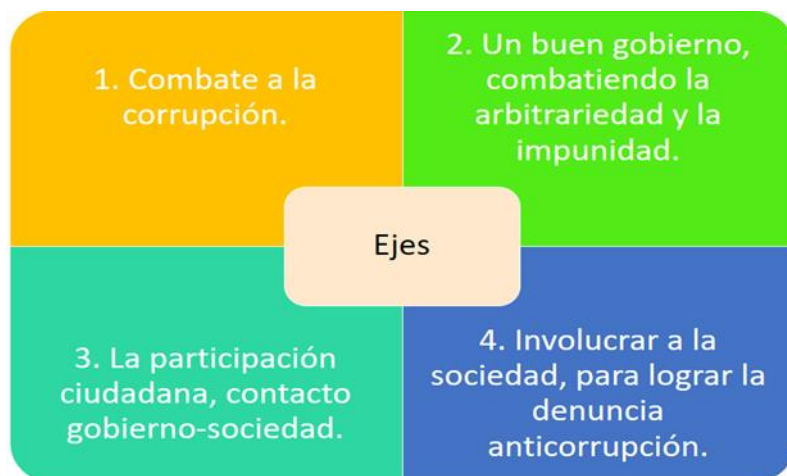 1. Combate a la
corrupción.
2. Un buen gobierno,
combatiendo la
arbitrariedad y la
impunidad.
Ejes
3. La participación
ciudadana, contacto
gobierno-sociedad.
4. Involucrar a la
sociedad, para lograr la
denuncia
anticorrupción.